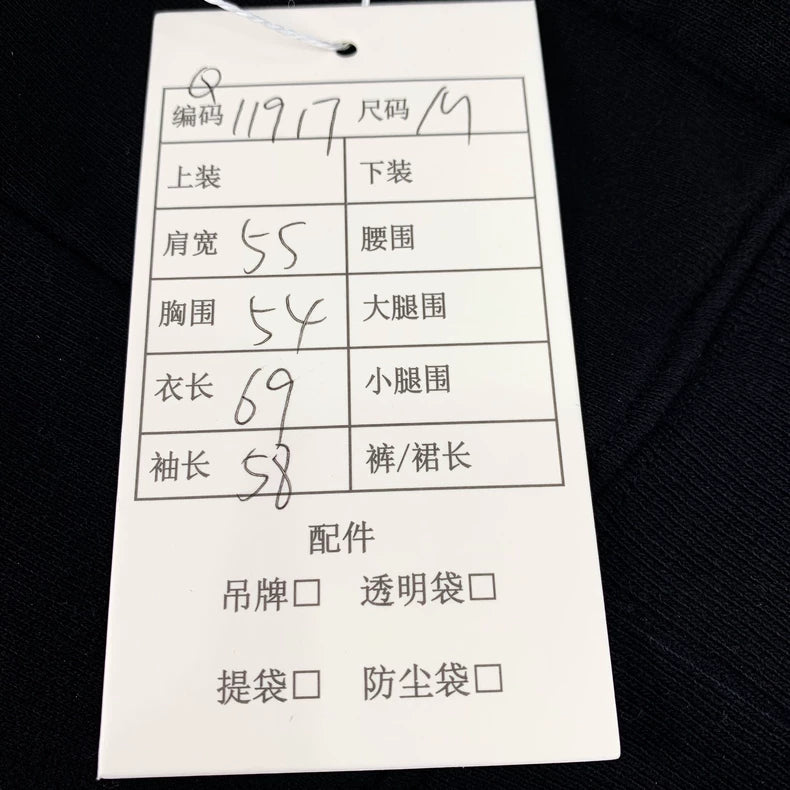 Q
编码 11917 尺码 M
上装 下装
肩宽 55 腰围
胸围 54 大腿围
衣长 69 小腿围
袖长 58 裤/裙长
配件
吊牌□ 透明袋□
提袋□ 防尘袋□